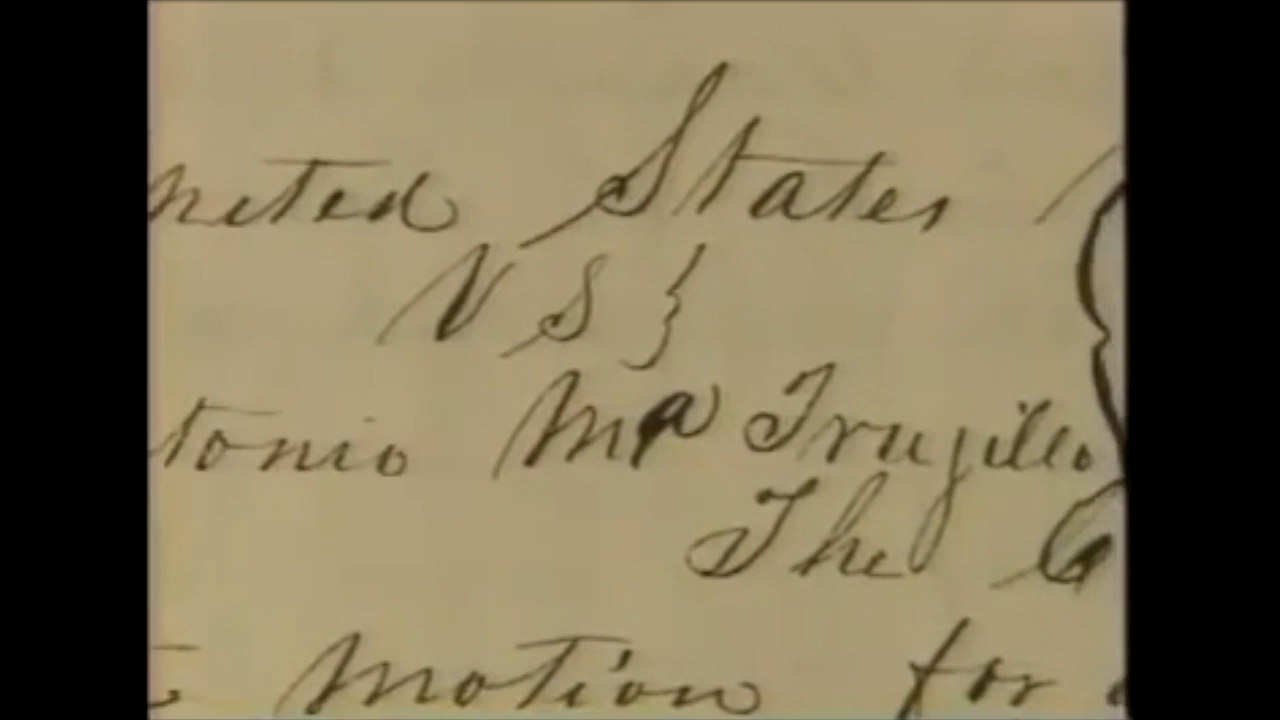 nited States
VS }
tonio Ma Trujillo
The
motion for